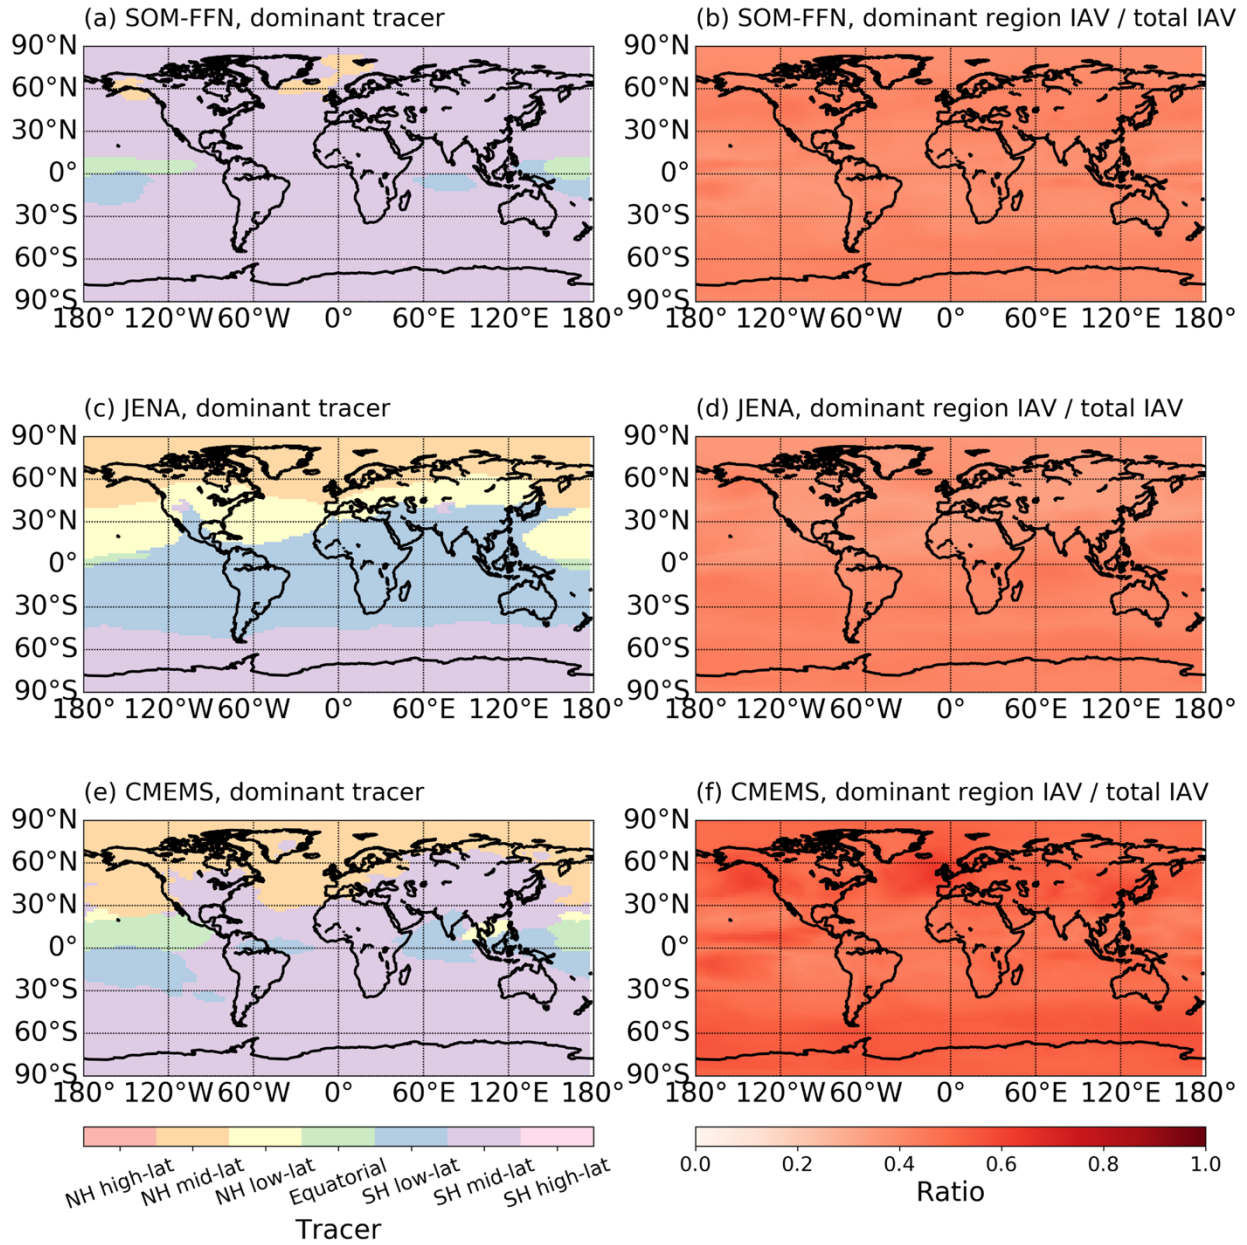 (a) SOM-FFN, dominant tracer
(b) SOM-FFN, dominant region IAV / total IAV
90°N
60°N
30°N
0°
30°S
60°S
90°S
180° 120°W 60°W 0° 60°E 120°E 180°
90°N
60°N
30°N
0°
30°S
60°S
90°S
180° 120°W 60°W 0° 60°E 120°E 180°
(c) JENA, dominant tracer
(d) JENA, dominant region IAV / total IAV
90°N
60°N
30°N
0°
30°S
60°S
90°S
180° 120°W 60°W 0° 60°E 120°E 180°
90°N
60°N
30°N
0°
30°S
60°S
90°S
180° 120°W 60°W 0° 60°E 120°E 180°
(e) CMEMS, dominant tracer
(f) CMEMS, dominant region IAV / total IAV
90°N
60°N
30°N
0°
30°S
60°S
90°S
180° 120°W 60°W 0° 60°E 120°E 180°
90°N
60°N
30°N
0°
30°S
60°S
90°S
180° 120°W 60°W 0° 60°E 120°E 180°
NH high-lat
NH mid-lat
NH low-lat
Equatorial
SH low-lat
SH mid-lat
SH high-lat
Tracer
0.0 0.2 0.4 0.6 0.8 1.0
Ratio